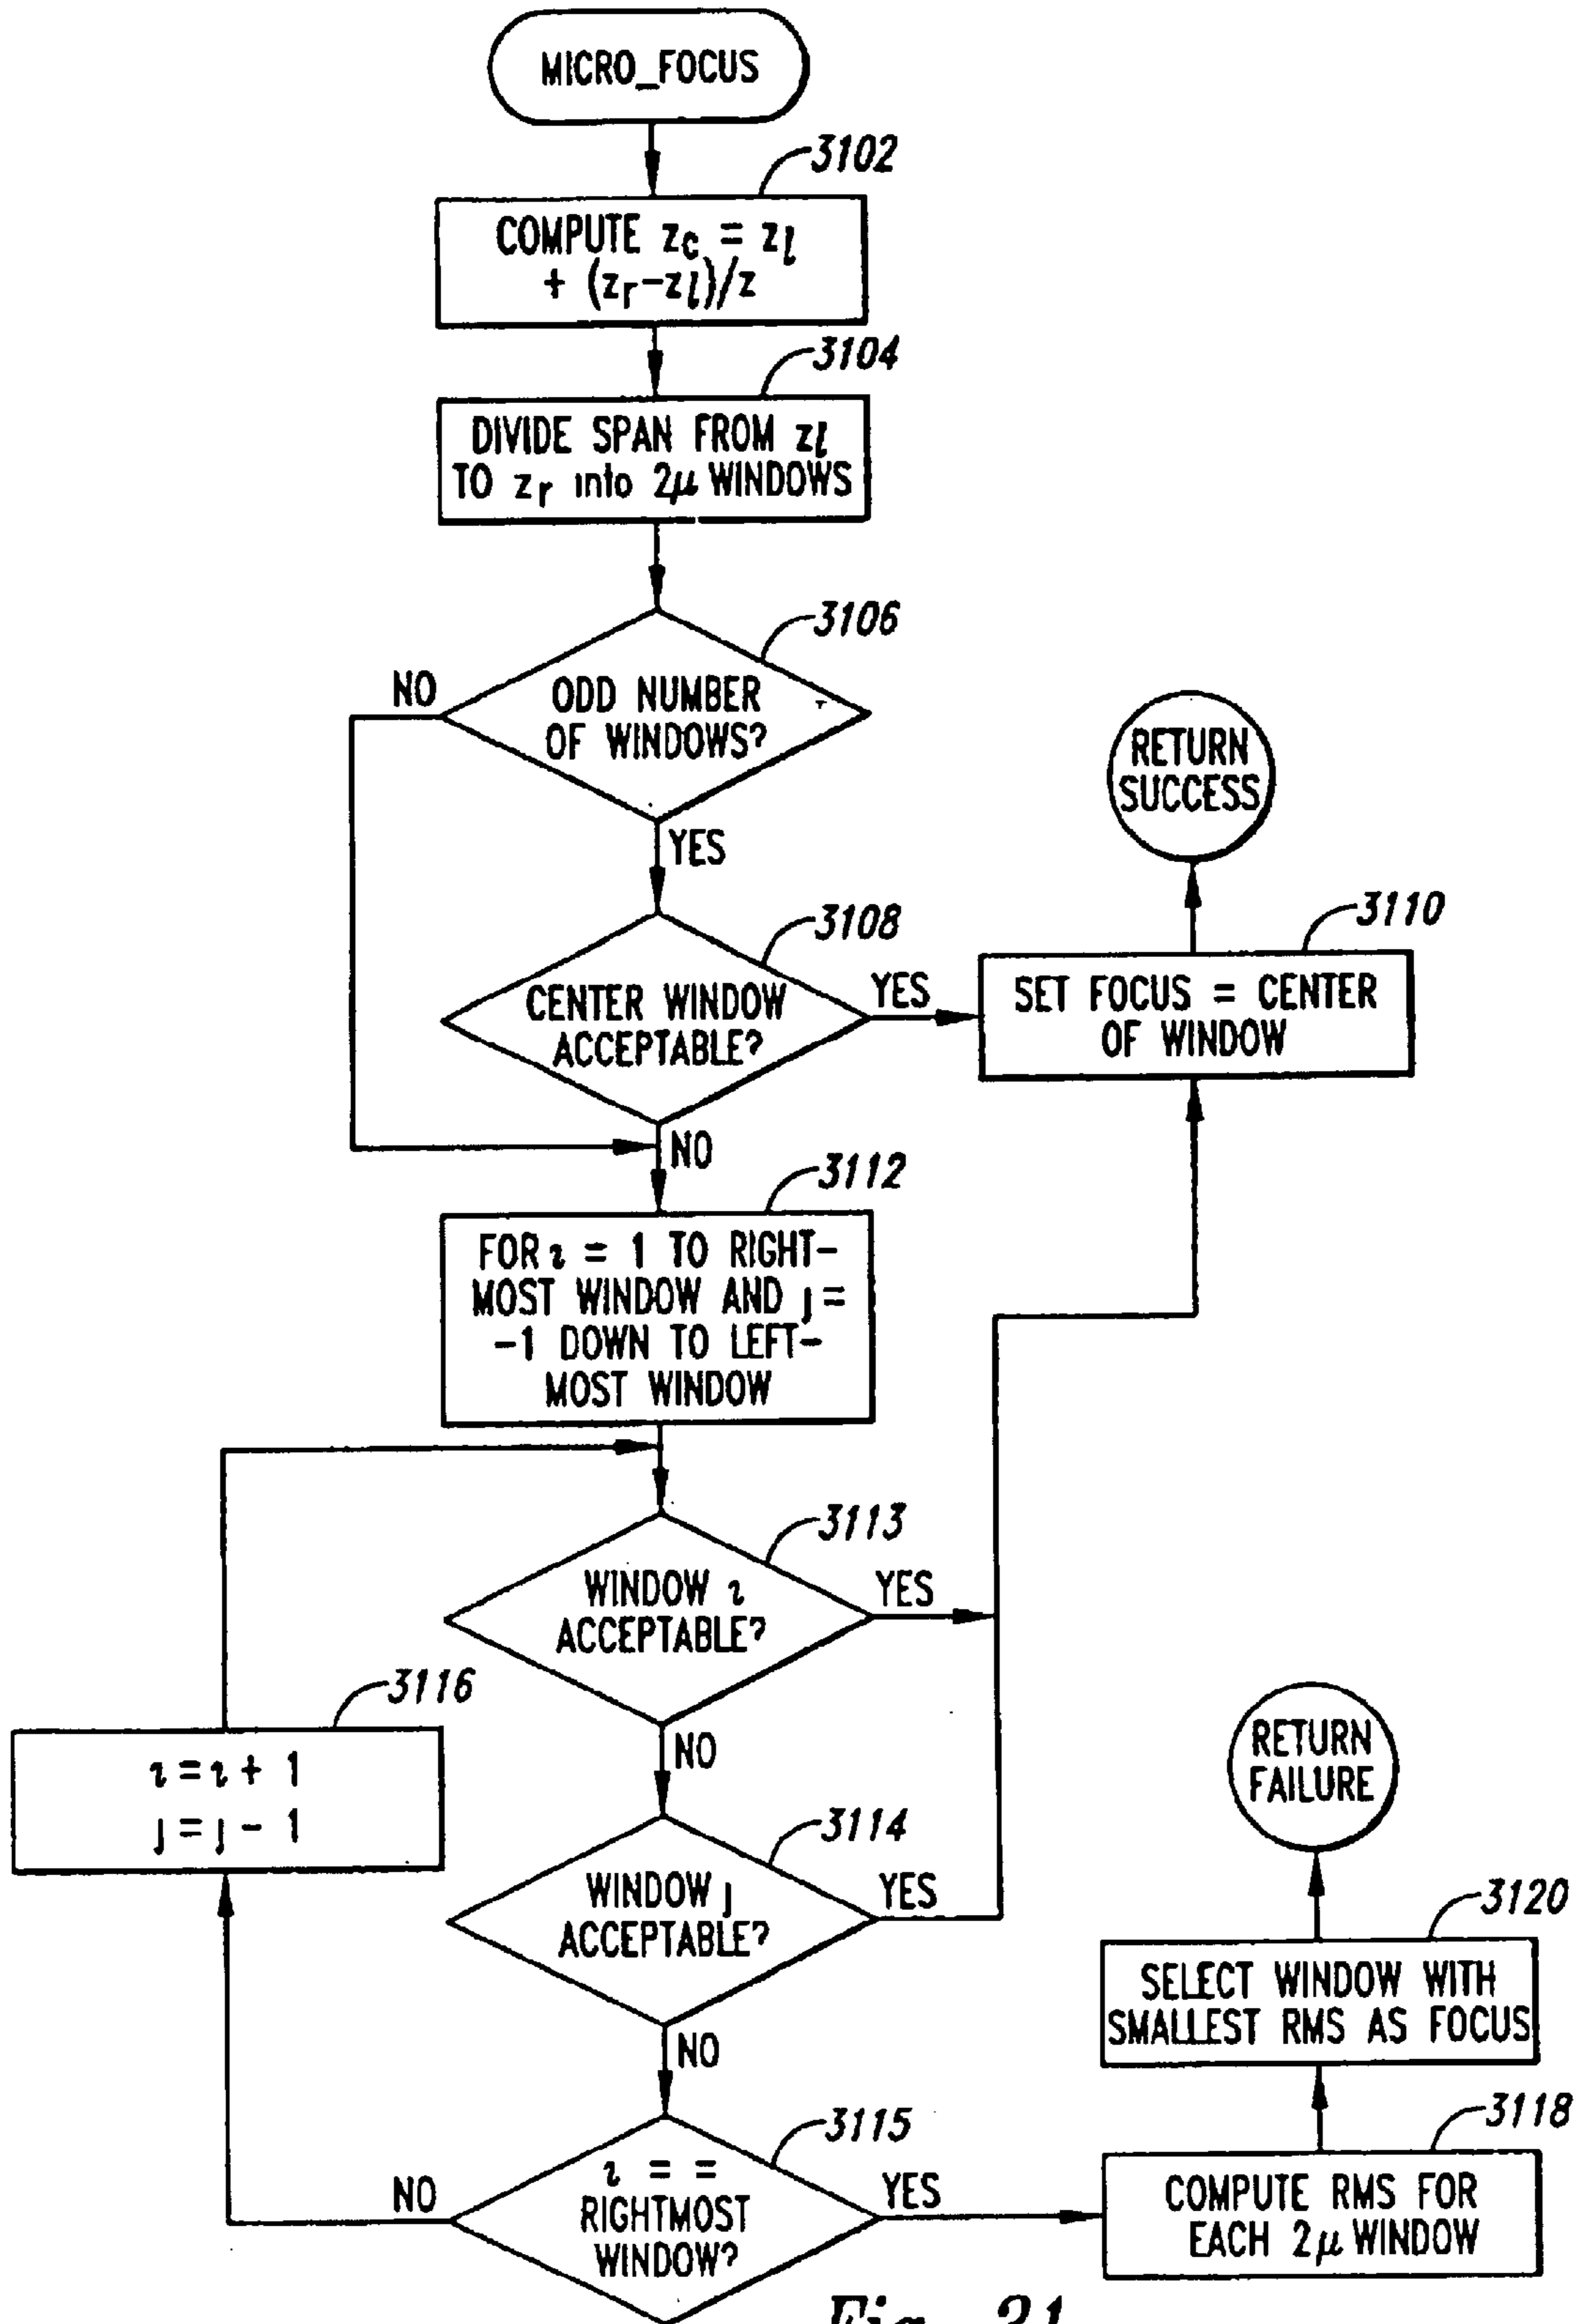 MICRO_FOCUS
3102
COMPUTE zc = zl
+ (zr-zl)/z
3104
DIVIDE SPAN FROM zl
TO zr into 2μ WINDOWS
3106
NO
ODD NUMBER
OF WINDOWS?
YES
RETURN
SUCCESS
3108
CENTER WINDOW
ACCEPTABLE?
YES
3110
SET FOCUS = CENTER
OF WINDOW
NO
3112
FOR i = 1 TO RIGHT-
MOST WINDOW AND j =
-1 DOWN TO LEFT-
MOST WINDOW
3113
WINDOW i
ACCEPTABLE?
YES
NO
3116
i = i + 1
j = j - 1
3114
WINDOW j
ACCEPTABLE?
YES
NO
RETURN
FAILURE
3120
SELECT WINDOW WITH
SMALLEST RMS AS FOCUS
3115
i = =
RIGHTMOST
WINDOW?
NO
YES
3118
COMPUTE RMS FOR
EACH 2μ WINDOW
Fig. 31